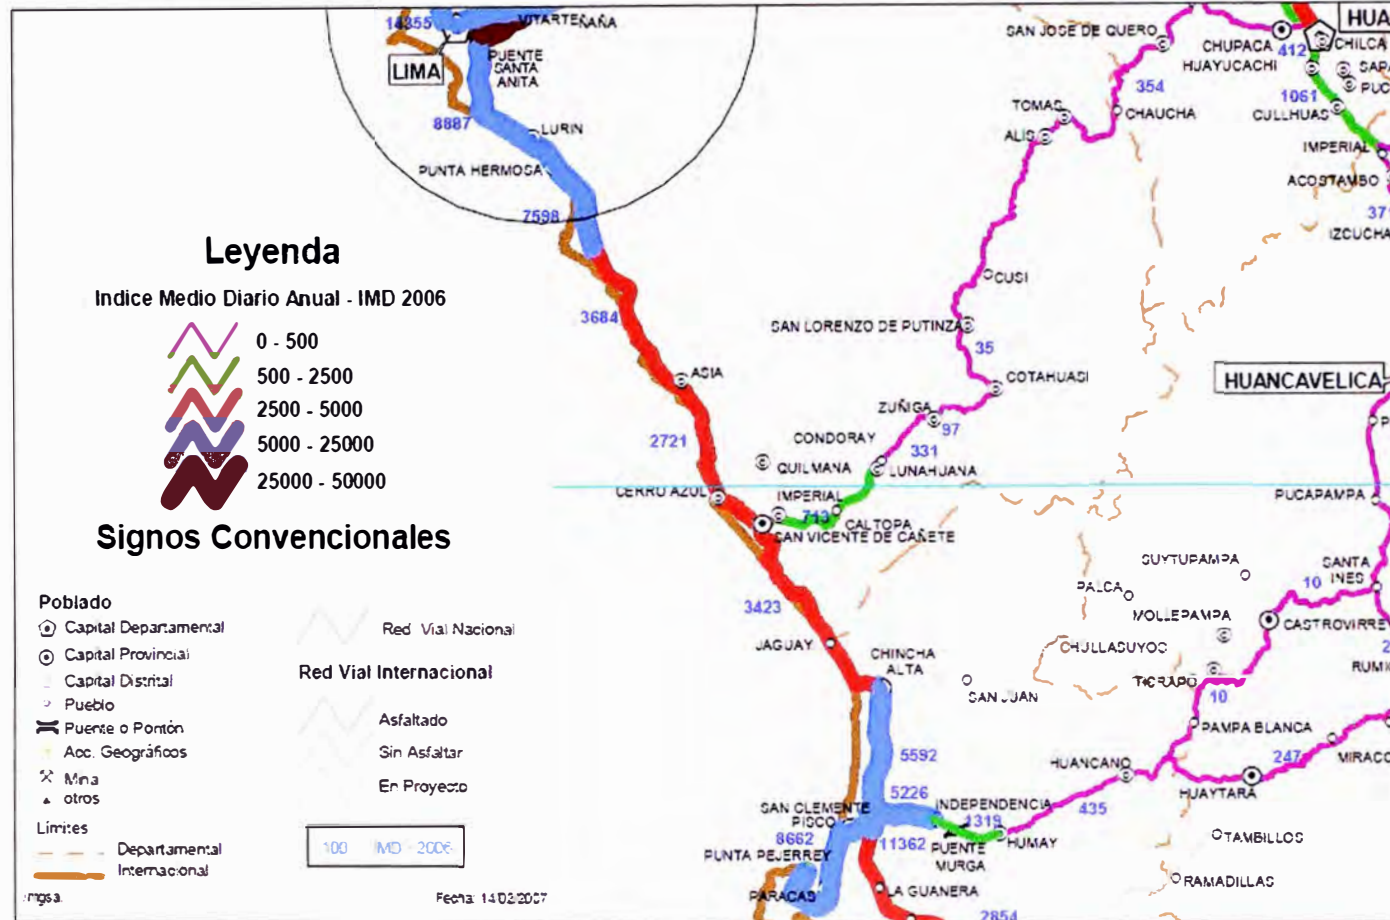 14355
VITARTE
ÑAÑA
LIMA
PUENTE
SANTA
ANITA
8887
LURIN
PUNTA HERMOSA
7598
SAN JOSE DE QUERO
CHUPACA
412
HUA
CHILCA
HUAYUCACHI
SAPA
PUC
354
1061
TOMAS
CHAUCHA
CULLHUAS
ALIS
IMPERIAL
ACOSTAMBO
37
IZCUCHA
Leyenda
Indice Medio Diario Anual - IMD 2006
0 - 500
500 - 2500
2500 - 5000
5000 - 25000
25000 - 50000
3684
CUSI
SAN LORENZO DE PUTINZA
35
ASIA
COTAHUASI
HUANCAVELICA
ZUÑIGA
97
2721
CONDORAY
331
QUILMANA
LUNAHUANA
CERRO AZUL
IMPERIAL
713
CALTOPA
SAN VICENTE DE CAÑETE
PUCAPAMPA
Signos Convencionales
SUYTUPAMPA
SANTA
INES
10
PALCA
MOLLEPAMPA
CASTROVIRREY
3423
JAGUAY
CHULLASUYOC
CHINCHA
ALTA
TICRAPO
10
SAN JUAN
PAMPA BLANCA
5592
247
MIRACO
HUANCANO
HUAYTARA
5226
INDEPENDENCIA
435
SAN CLEMENTE
PISCO
1319
8662
11362
PUENTE
MURGA
HUMAY
TAMBILLOS
PUNTA PEJERREY
PARACAS
LA GUANERA
RAMADILLAS
2854
Poblado
Capital Departamental
Capital Provincial
Capital Distrital
Pueblo
Puente o Pontón
Acc. Geográficos
Mina
otros
Límites
Departamental
Internacional
Red Vial Nacional
Red Vial Internacional
Asfaltado
Sin Asfaltar
En Proyecto
100 IMD - 2006
Fecha: 14/02/2007